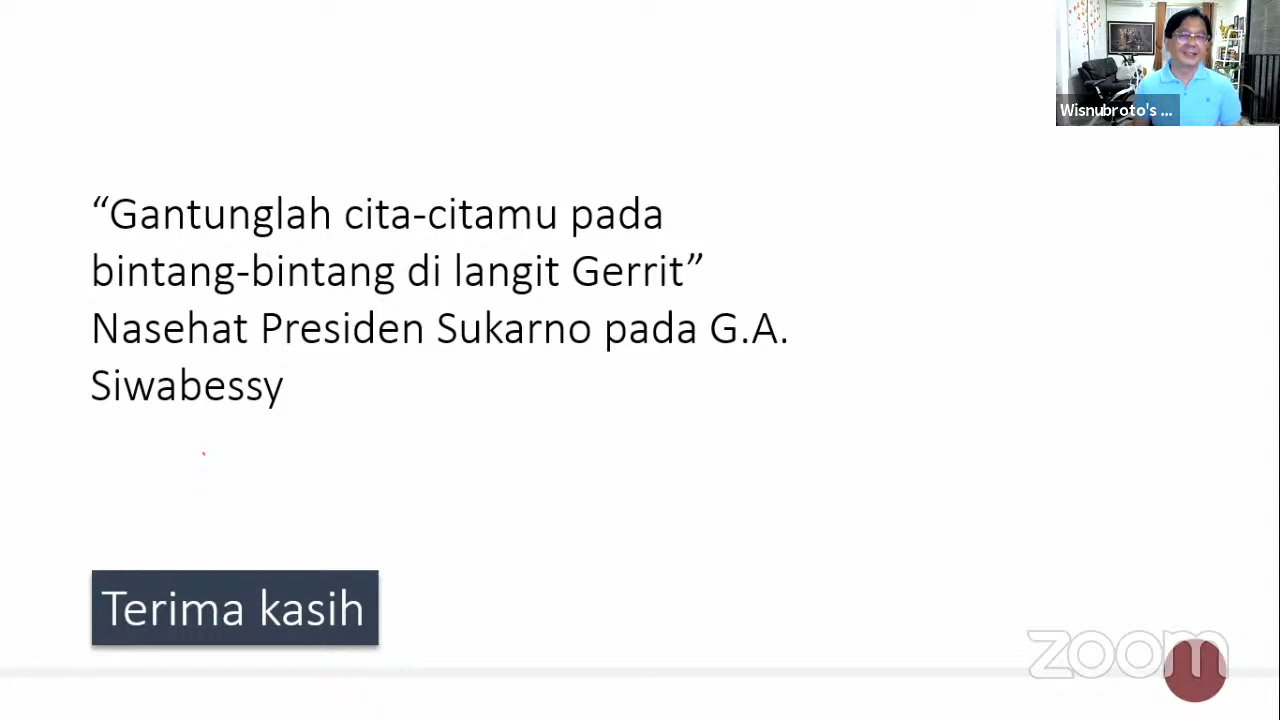 Wisnubroto's ...
“Gantunglah cita-citamu pada
bintang-bintang di langit Gerrit”
Nasehat Presiden Sukarno pada G.A.
Siwabessy
Terima kasih
zoom